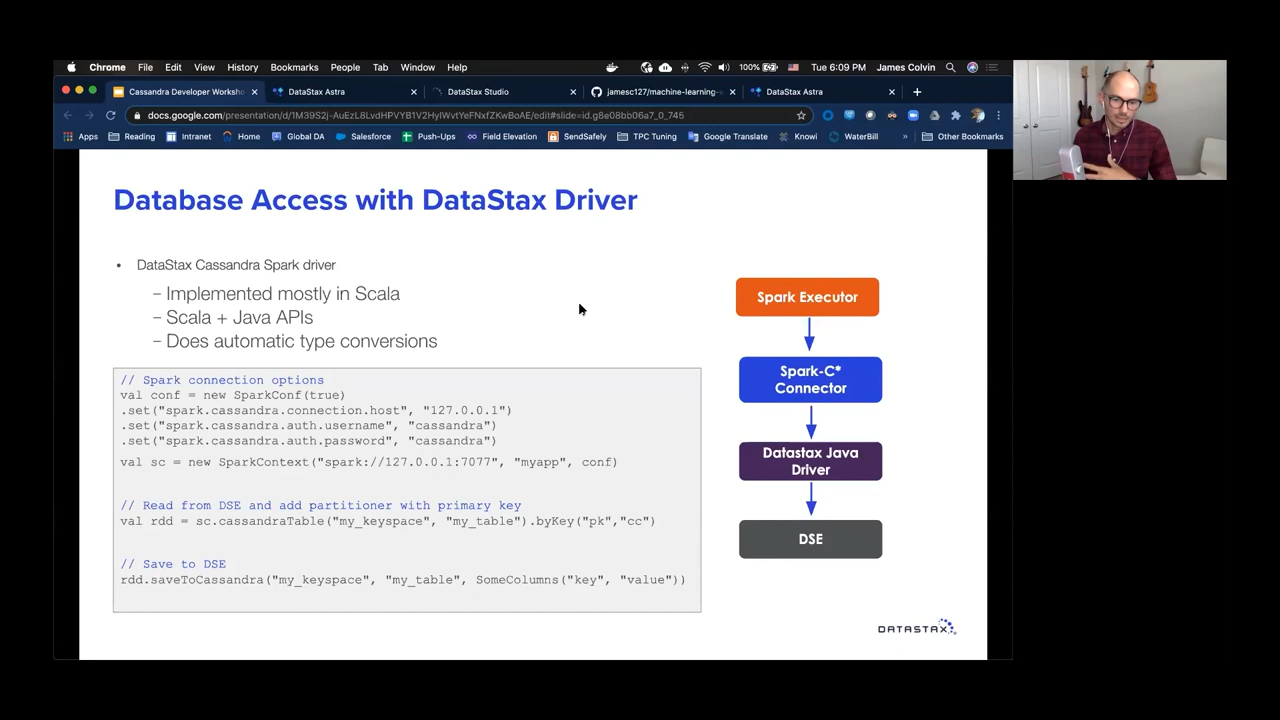 Chrome File Edit View History Bookmarks People Tab Window Help 100% Tue 6:09 PM James Colvin
Cassandra Developer Worksho DataStax Astra DataStax Studio jamesc127/machine-learning- DataStax Astra
docs.google.com/presentation/d/1M39S2j-AuEzL8LvdHPVYB1V2HyIWvtYeFNxfZKwBoAE/edit#slide=id.g8e08bb06a7_0_745
Apps Reading Intranet Home Global DA Salesforce Push-Ups Field Elevation SendSafely TPC Tuning Google Translate Knowi WaterBill » Other Bookmarks
Database Access with DataStax Driver
• DataStax Cassandra Spark driver
– Implemented mostly in Scala
– Scala + Java APIs
– Does automatic type conversions
// Spark connection options
val conf = new SparkConf(true)
.set("spark.cassandra.connection.host", "127.0.0.1")
.set("spark.cassandra.auth.username", "cassandra")
.set("spark.cassandra.auth.password", "cassandra")
val sc = new SparkContext("spark://127.0.0.1:7077", "myapp", conf)
// Read from DSE and add partitioner with primary key
val rdd = sc.cassandraTable("my_keyspace", "my_table").byKey("pk","cc")
// Save to DSE
rdd.saveToCassandra("my_keyspace", "my_table", SomeColumns("key", "value"))
Spark Executor
Spark-C*
Connector
Datastax Java
Driver
DSE
DATASTAX